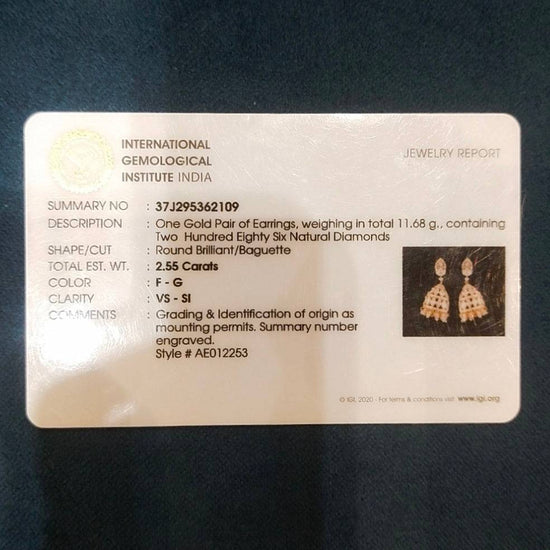 INTERNATIONAL
GEMOLOGICAL
INSTITUTE INDIA
JEWELRY REPORT
SUMMARY NO : 37J295362109
DESCRIPTION : One Gold Pair of Earrings, weighing in total 11.68 g., containing
Two Hundred Eighty Six Natural Diamonds
SHAPE/CUT : Round Brilliant/Baguette
TOTAL EST. WT. : 2.55 Carats
COLOR : F - G
CLARITY : VS - SI
COMMENTS : Grading & Identification of origin as
mounting permits. Summary number
engraved.
Style # AE012253
© IGI, 2020 - For terms & conditions visit www.igi.org